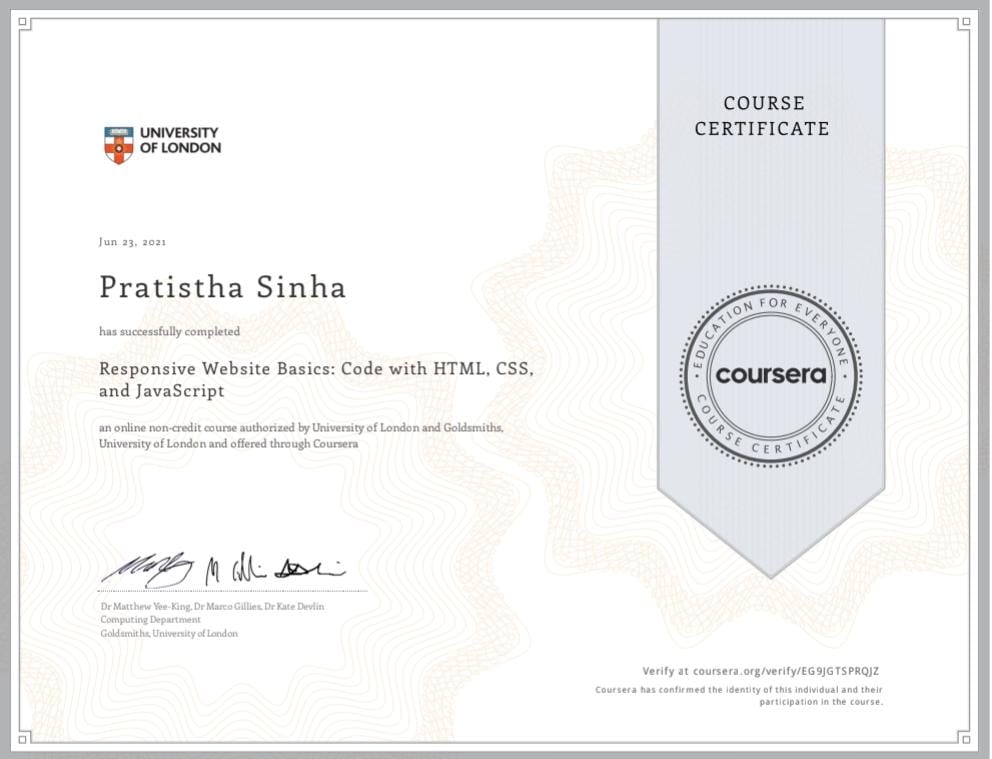 COURSE
CERTIFICATE
UNIVERSITY
OF LONDON
Jun 23, 2021
Pratistha Sinha
has successfully completed
Responsive Website Basics: Code with HTML, CSS,
and JavaScript
an online non-credit course authorized by University of London and Goldsmiths,
University of London and offered through Coursera
EDUCATION FOR EVERYONE
coursera
COURSE CERTIFICATE
Dr Matthew Yee-King, Dr Marco Gillies, Dr Kate Devlin
Computing Department
Goldsmiths, University of London
Verify at coursera.org/verify/EG9JGTSPRQJZ
Coursera has confirmed the identity of this individual and their
participation in the course.